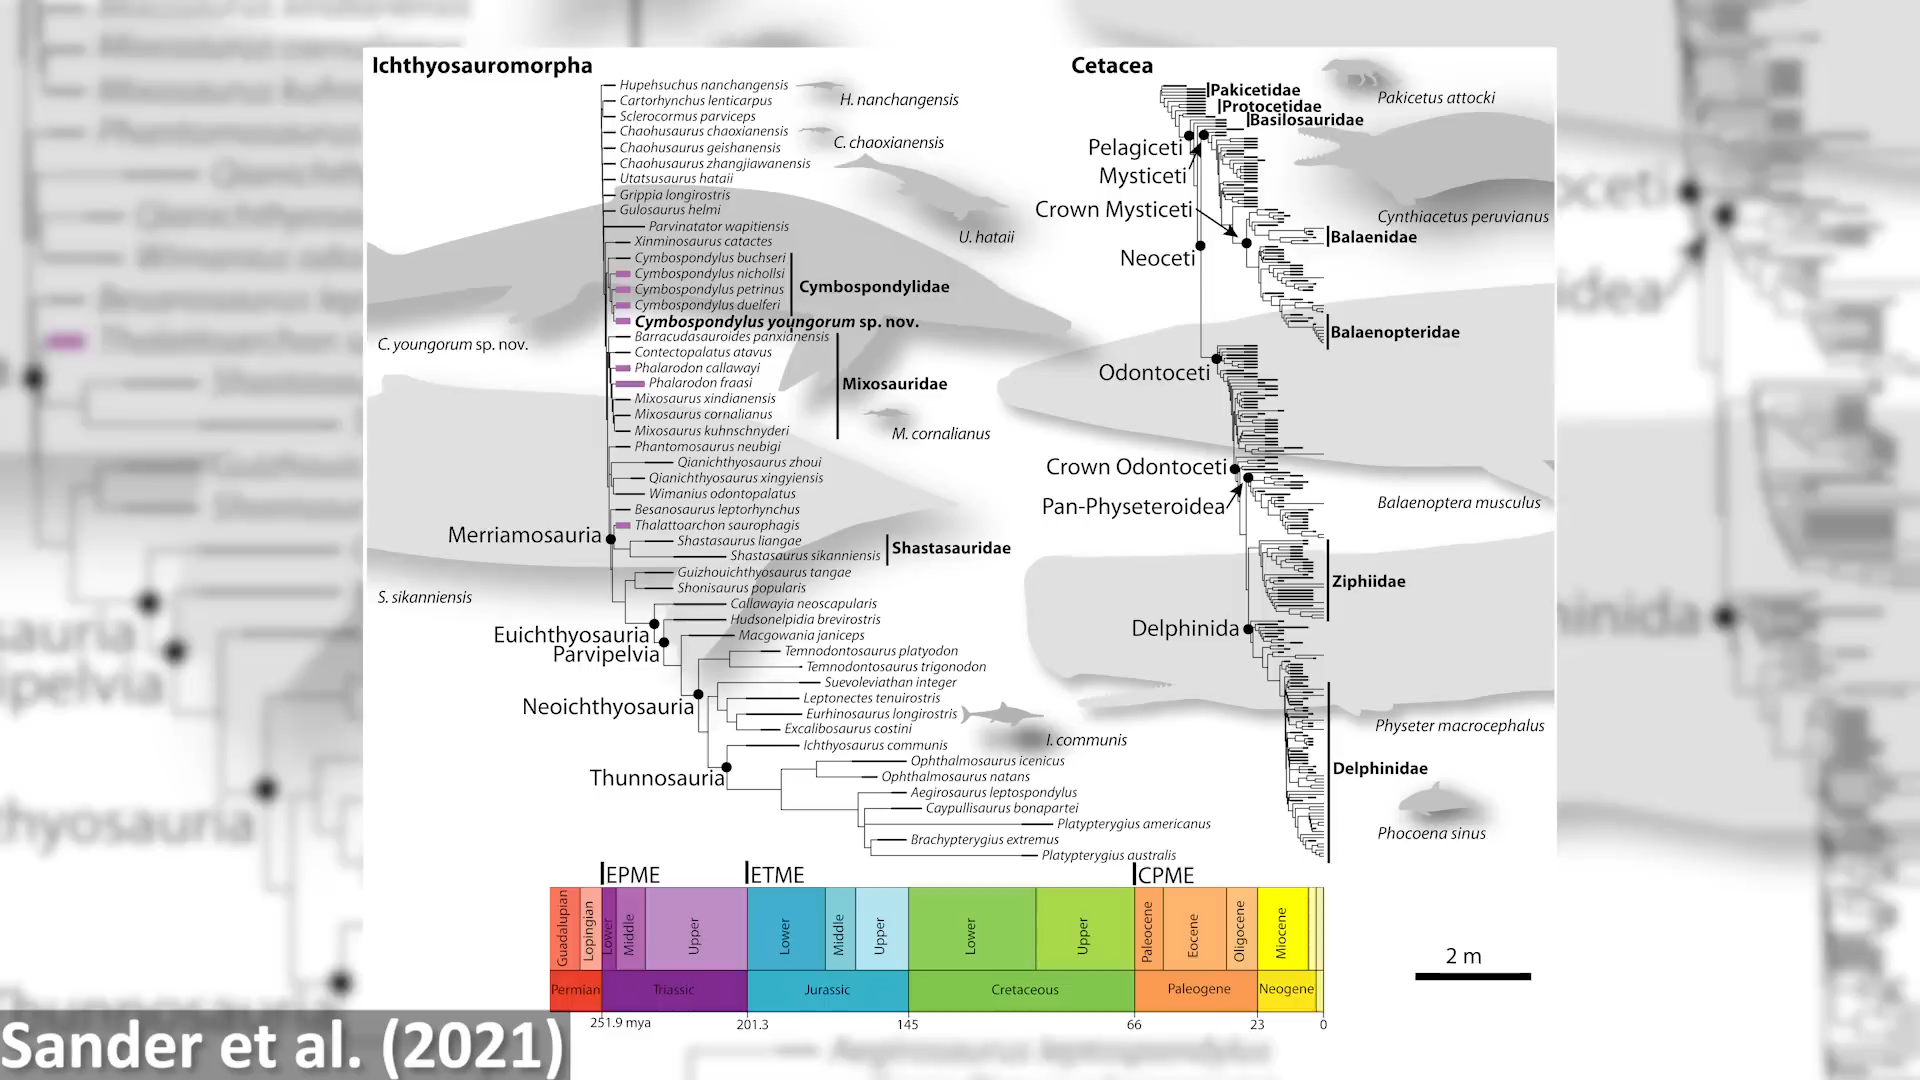 Ichthyosauromorpha
Hupehsuchus nanchangensis
Cartorhynchus lenticarpus
Sclerocormus parviceps
Chaohusaurus chaoxianensis
Chaohusaurus geishanensis
Chaohusaurus zhangjiawanensis
Utatsusaurus hataii
Grippia longirostris
Gulosaurus helmi
Parvinatator wapitiensis
Xinminosaurus catactes
Cymbospondylus buchseri
Cymbospondylus nichollsi
Cymbospondylus petrinus
Cymbospondylus duelferi
Cymbospondylus youngorum sp. nov.
Barracudasauroides panxianensis
Contectopalatus atavus
Phalarodon callawayi
Phalarodon fraasi
Mixosaurus xindianensis
Mixosaurus cornalianus
Mixosaurus kuhnschnyderi
Phantomosaurus neubigi
Qianichthyosaurus zhoui
Qianichthyosaurus xingyiensis
Wimanius odontopalatus
Besanosaurus leptorhynchus
Thalattoarchon saurophagis
Shastasaurus liangae
Shastasaurus sikanniensis
Guizhouichthyosaurus tangae
Shonisaurus popularis
Callawayia neoscapularis
Hudsonelpidia brevirostris
Macgowania janiceps
Temnodontosaurus platyodon
Temnodontosaurus trigonodon
Suevoleviathan integer
Leptonectes tenuirostris
Eurhinosaurus longirostris
Excalibosaurus costini
Ichthyosaurus communis
Ophthalmosaurus icenicus
Ophthalmosaurus natans
Aegirosaurus leptospondylus
Caypullisaurus bonapartei
Platypterygius americanus
Brachypterygius extremus
Platypterygius australis
H. nanchangensis
C. chaoxianensis
U. hataii
Cymbospondylidae
C. youngorum sp. nov.
Mixosauridae
M. cornalianus
Merriamosauria
Shastasauridae
S. sikanniensis
Euichthyosauria
Parvipelvia
Neoichthyosauria
I. communis
Thunnosauria
Cetacea
Pakicetidae
Protocetidae
Basilosauridae
Pakicetus attocki
Pelagiceti
Mysticeti
Crown Mysticeti
Cynthiacetus peruvianus
Balaenidae
Neoceti
Balaenopteridae
Odontoceti
Crown Odontoceti
Pan-Physeteroidea
Balaenoptera musculus
Ziphiidae
Delphinida
Physeter macrocephalus
Delphinidae
Phocoena sinus
EPME
ETME
CPME
Guadalupian
Lopingian
Lower
Middle
Upper
Lower
Middle
Upper
Lower
Upper
Paleocene
Eocene
Oligocene
Miocene
Permian
Triassic
Jurassic
Cretaceous
Paleogene
Neogene
251.9 mya
201.3
145
66
23
0
2 m
Sander et al. (2021)